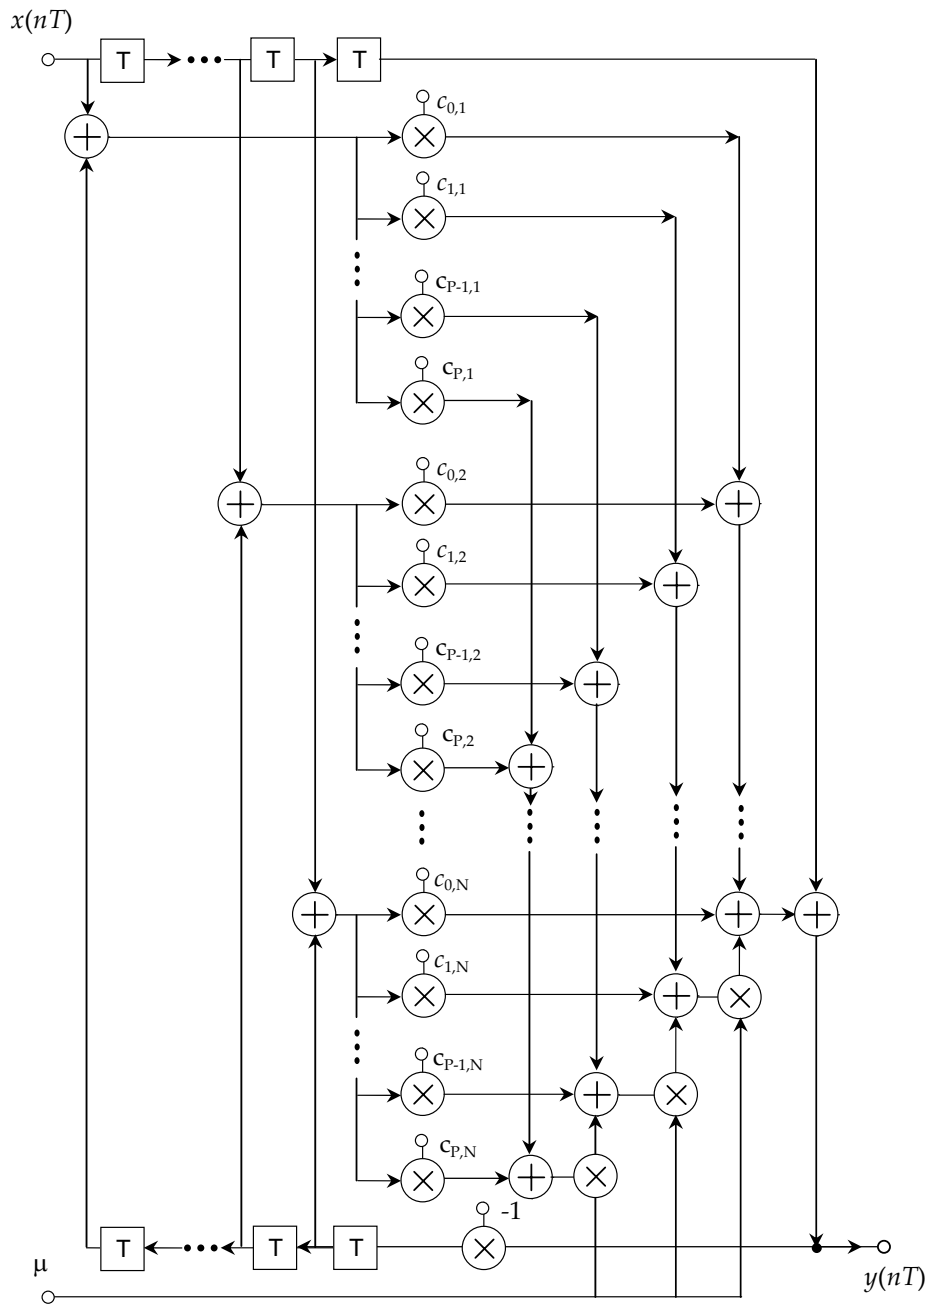 x(nT)
T T T
c0,1
c1,1
cP-1,1
cP,1
c0,2
c1,2
cP-1,2
cP,2
c0,N
c1,N
cP-1,N
cP,N
-1
T T T
μ
y(nT)